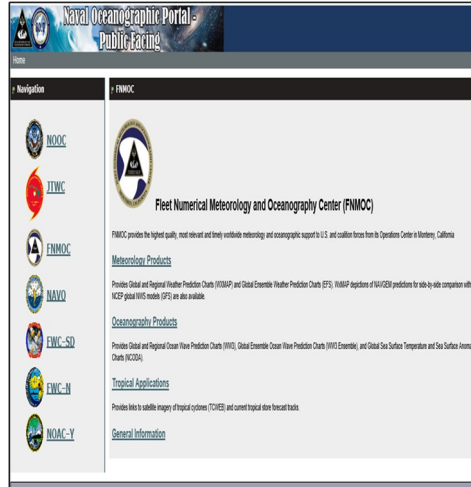 Naval Oceanographic Portal -
Public Facing
Home
Navigation
FNMOC
NOOC
JTWC
FNMOC
NAVO
FWC-SD
FWC-N
NOAC-Y
Fleet Numerical Meteorology and Oceanography Center (FNMOC)
FNMOC provides the highest quality, most relevant and timely worldwide meteorology and oceanographic support to U.S. and coalition forces from its Operations Center in Monterey, California
Meteorology Products
Provides Global and Regional Weather Prediction Charts (WXMAP) and Global Ensemble Weather Charts (EFS). WxMAP depictions of NAVGEM predictions for side-by-side comparison with
NCEP global NWS models (GFS) are also available.
Oceanography Products
Provides Global and Regional Ocean Wave Prediction Charts (WW3), Global Ensemble Ocean Wave Prediction Charts (WW3 Ensemble), and Global Sea Surface Temperature and Sea Surface Anoma
Charts (NCODA).
Tropical Applications
Provides links to satellite imagery of tropical cyclones (TCWEB) and current tropical store forecast tracks.
General Information